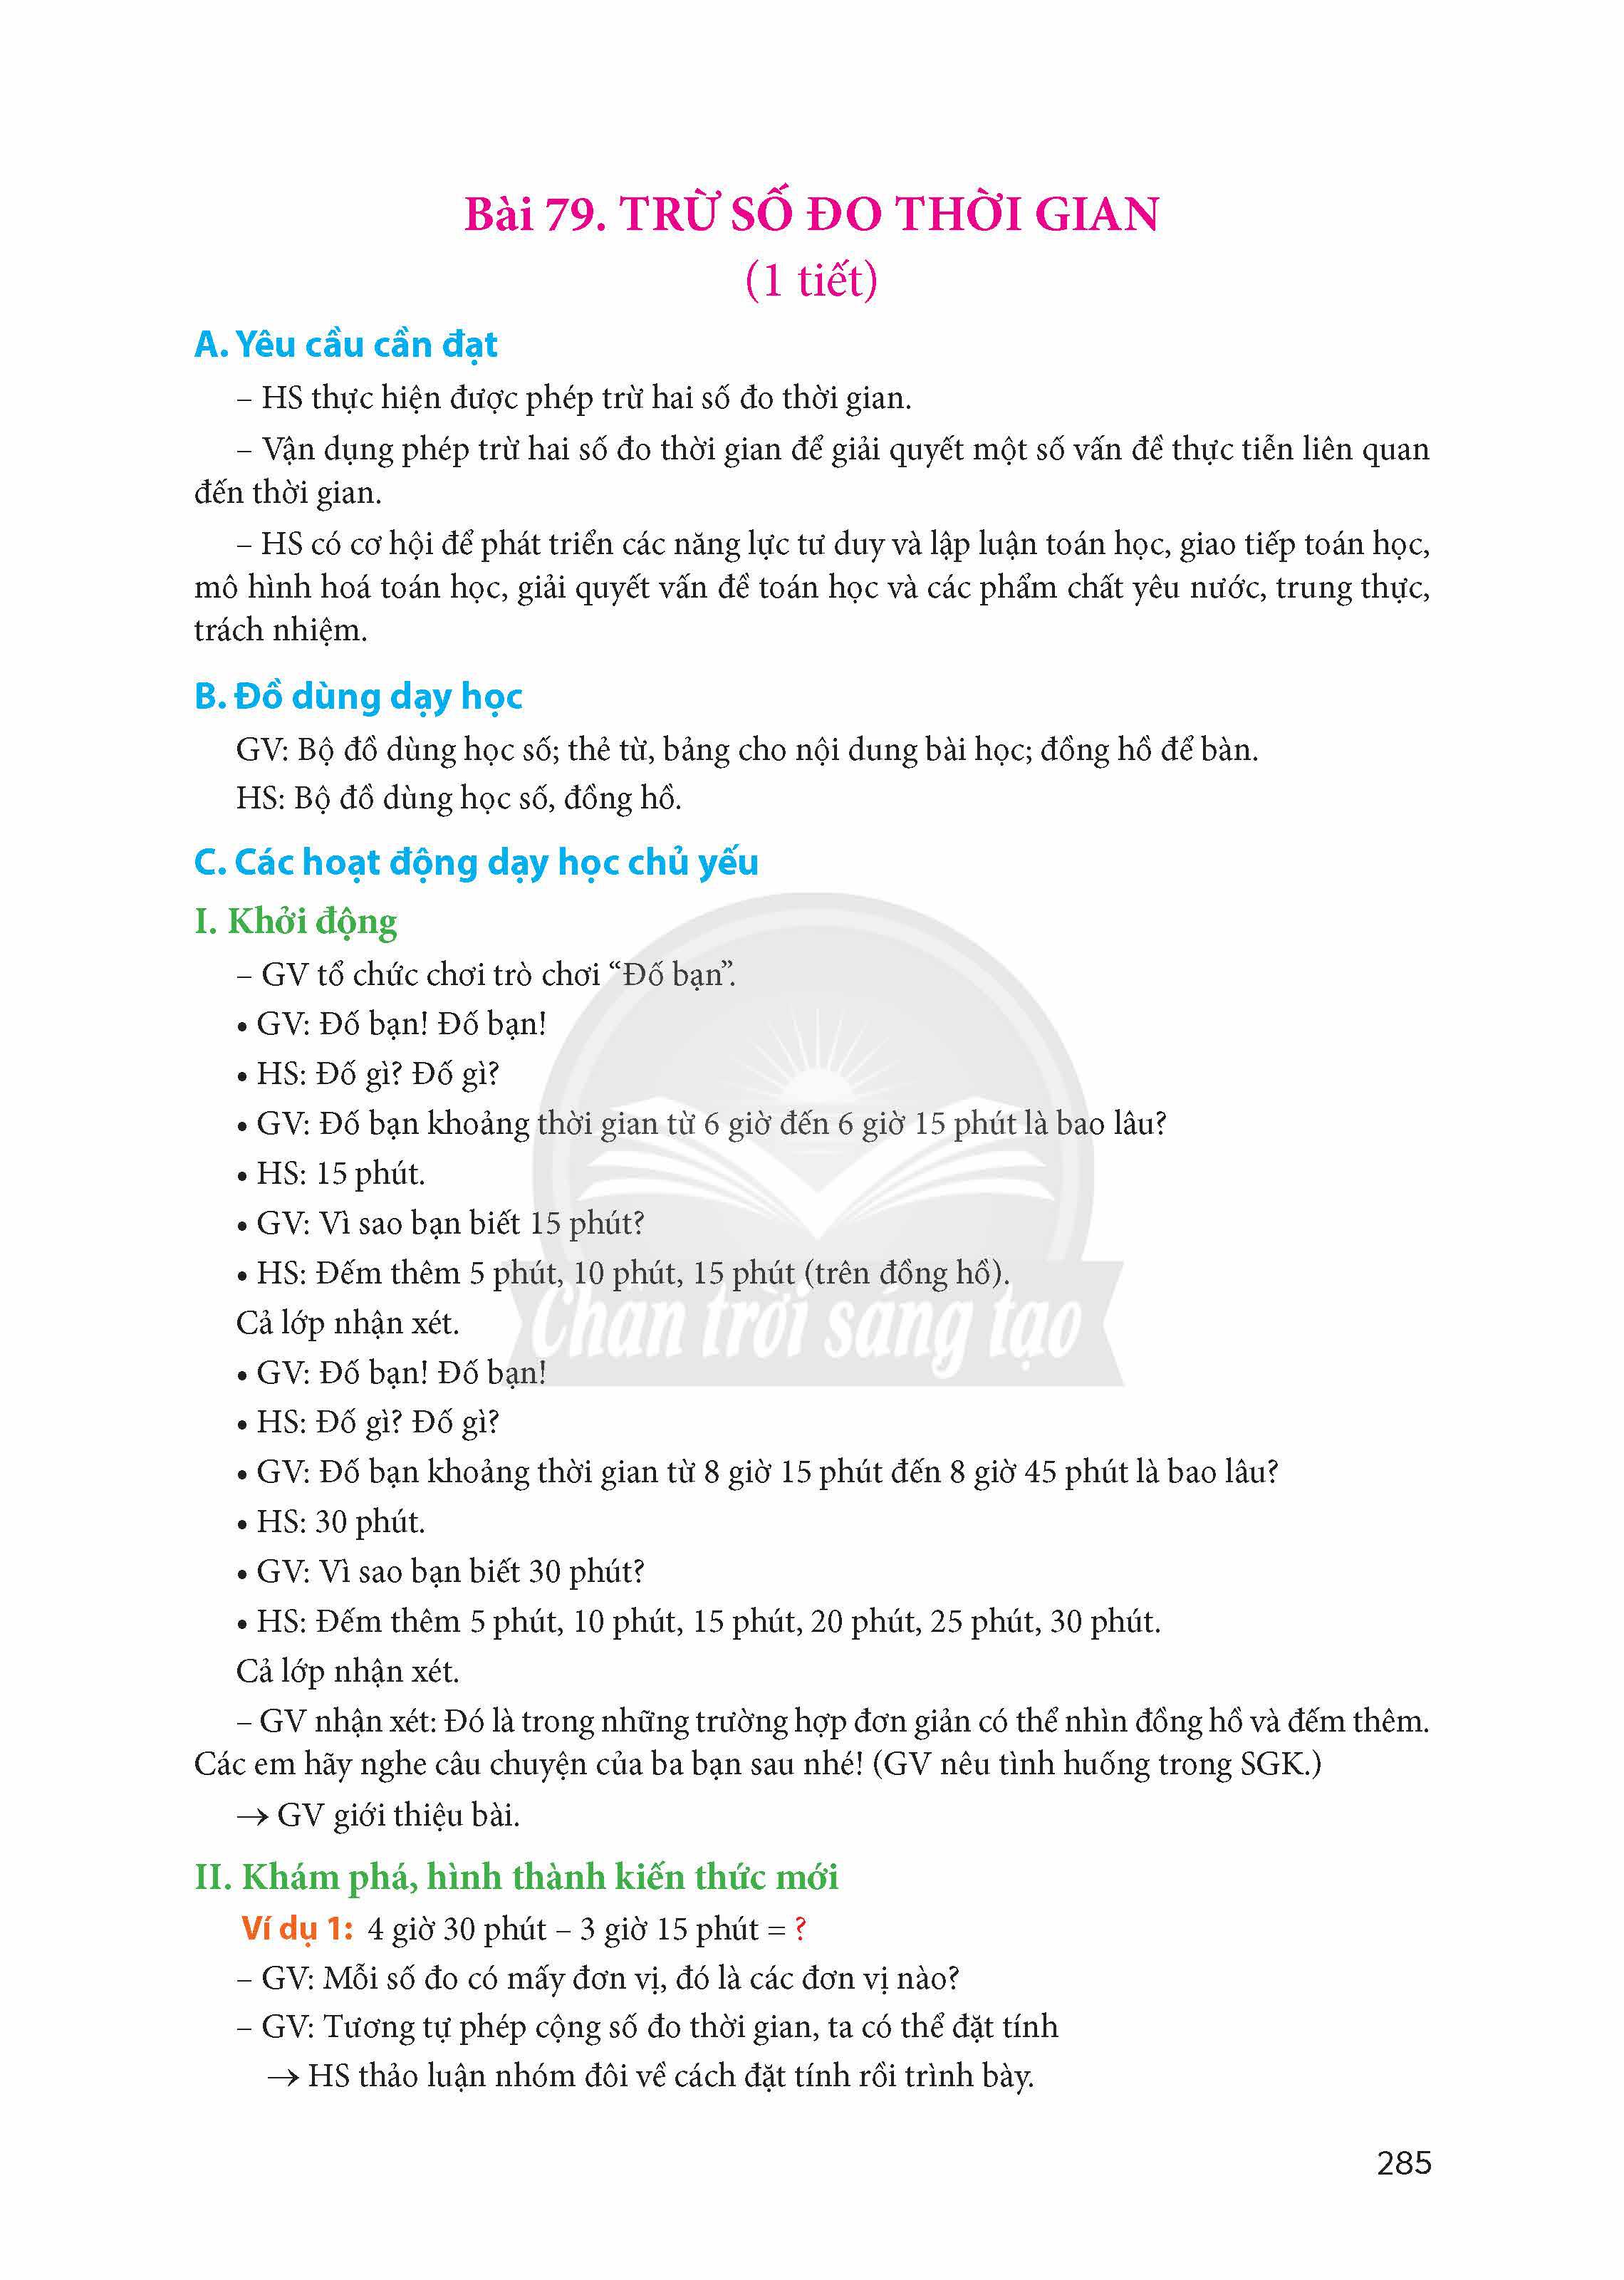 Bài 79. TRỪ SỐ ĐO THỜI GIAN
(1 tiết)
A. Yêu cầu cần đạt
– HS thực hiện được phép trừ hai số đo thời gian.
– Vận dụng phép trừ hai số đo thời gian để giải quyết một số vấn đề thực tiễn liên quan
đến thời gian.
– HS có cơ hội để phát triển các năng lực tư duy và lập luận toán học, giao tiếp toán học,
mô hình hoá toán học, giải quyết vấn đề toán học và các phẩm chất yêu nước, trung thực,
trách nhiệm.
B. Đồ dùng dạy học
GV: Bộ đồ dùng học số; thẻ từ, bảng cho nội dung bài học; đồng hồ để bàn.
HS: Bộ đồ dùng học số, đồng hồ.
C. Các hoạt động dạy học chủ yếu
I. Khởi động
– GV tổ chức chơi trò chơi “Đố bạn”.
• GV: Đố bạn! Đố bạn!
• HS: Đố gì? Đố gì?
• GV: Đố bạn khoảng thời gian từ 6 giờ đến 6 giờ 15 phút là bao lâu?
• HS: 15 phút.
• GV: Vì sao bạn biết 15 phút?
• HS: Đếm thêm 5 phút, 10 phút, 15 phút (trên đồng hồ).
Chân trời sáng tạo
Cả lớp nhận xét.
• GV: Đố bạn! Đố bạn!
• HS: Đố gì? Đố gì?
• GV: Đố bạn khoảng thời gian từ 8 giờ 15 phút đến 8 giờ 45 phút là bao lâu?
• HS: 30 phút.
• GV: Vì sao bạn biết 30 phút?
• HS: Đếm thêm 5 phút, 10 phút, 15 phút, 20 phút, 25 phút, 30 phút.
Cả lớp nhận xét.
– GV nhận xét: Đó là trong những trường hợp đơn giản có thể nhìn đồng hồ và đếm thêm.
Các em hãy nghe câu chuyện của ba bạn sau nhé! (GV nêu tình huống trong SGK.)
→ GV giới thiệu bài.
II. Khám phá, hình thành kiến thức mới
Ví dụ 1: 4 giờ 30 phút – 3 giờ 15 phút = ?
– GV: Mỗi số đo có mấy đơn vị, đó là các đơn vị nào?
– GV: Tương tự phép cộng số đo thời gian, ta có thể đặt tính
→ HS thảo luận nhóm đôi về cách đặt tính rồi trình bày.
285